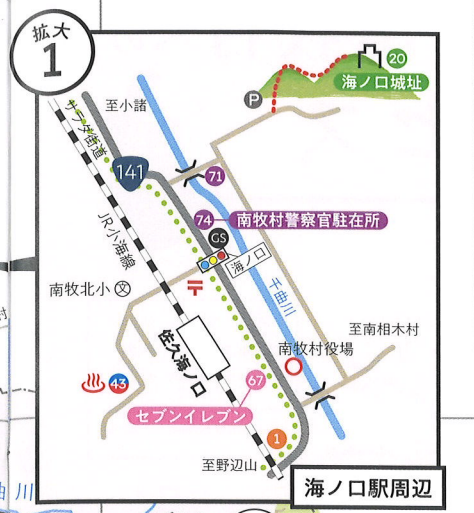 拡大
1
20
海ノ口城址
P
至小諸
サラダ街道
141
71
74
南牧村警察官駐在所
GS
海ノ口
JR小海線
千曲川
南牧北小
文
〒
至南相木村
南牧村役場
佐久海ノ口
43
67
セブンイレブン
1
至野辺山
海ノ口駅周辺
村
曲川